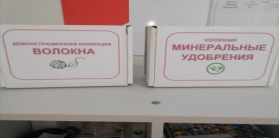 ДЕМОНСТРАЦИОННАЯ КОЛЛЕКЦИЯ
ВОЛОКНА
КОЛЛЕКЦИЯ
МИНЕРАЛЬНЫЕ
УДОБРЕНИЯ